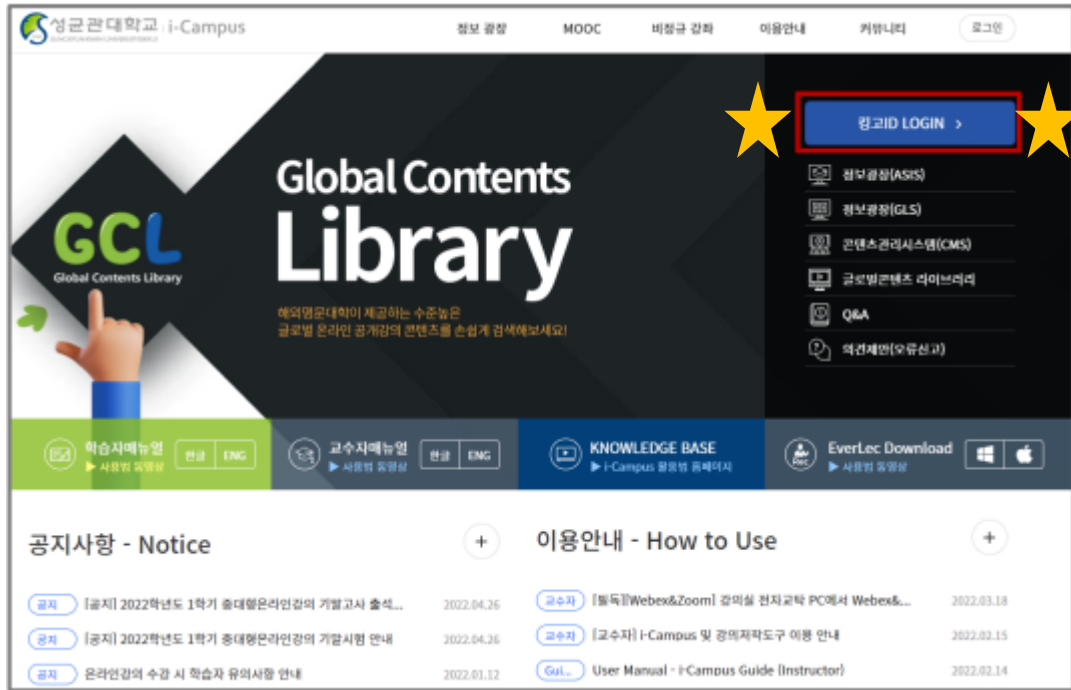 성균관대학교 i-Campus
정보 광장 MOOC 비정규 강좌 이용안내 커뮤니티 로그인
킹고ID LOGIN >
정보광장(ASIS)
정보광장(GLS)
콘텐츠관리시스템(CMS)
글로벌콘텐츠 라이브러리
Q&A
의견제안(오류신고)
Global Contents
Library
해외명문대학이 제공하는 수준높은
글로벌 온라인 공개강의 콘텐츠를 손쉽게 검색해보세요!
GCL
Global Contents Library
학습자매뉴얼 한글 ENG
▶ 사용법 동영상
교수자매뉴얼 한글 ENG
▶ 사용법 동영상
KNOWLEDGE BASE
▶ i-Campus 활용법 홈페이지
Rec
EverLec Download
▶ 사용법 동영상
공지사항 - Notice +
공지 [공지] 2022학년도 1학기 중대형온라인강의 기말고사 출석... 2022.04.26
공지 [공지] 2022학년도 1학기 중대형온라인강의 기말시험 안내 2022.04.26
공지 온라인강의 수강 시 학습자 유의사항 안내 2022.01.12
이용안내 - How to Use +
교수자 [필독][Webex&Zoom] 강의실 전자교탁 PC에서 Webex&... 2022.03.18
교수자 [교수자] i-Campus 및 강의저작도구 이용 안내 2022.02.15
Gui... User Manual - i-Campus Guide (Instructor) 2022.02.14